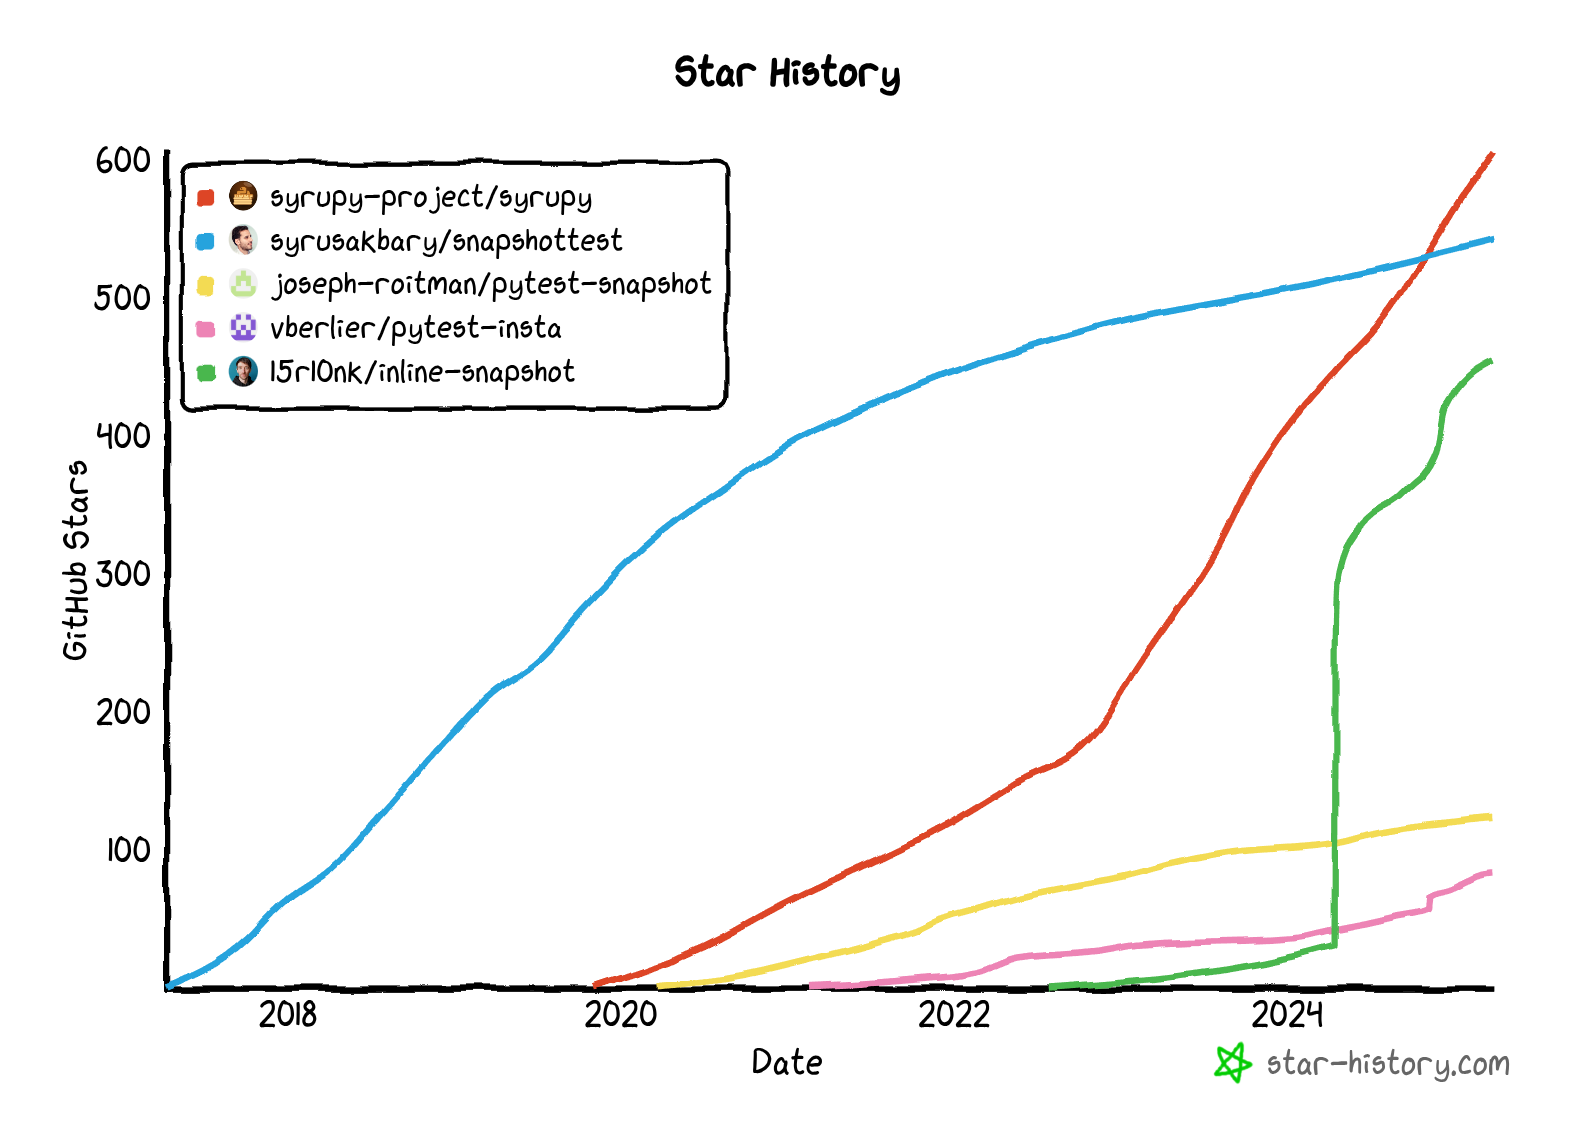 Star History
syrupy-project/syrupy
syrusakbary/snapshottest
joseph-roitman/pytest-snapshot
vberlier/pytest-insta
15r10nk/inline-snapshot
GitHub Stars
600
500
400
300
200
100
2018 2020 2022 2024
Date
star-history.com